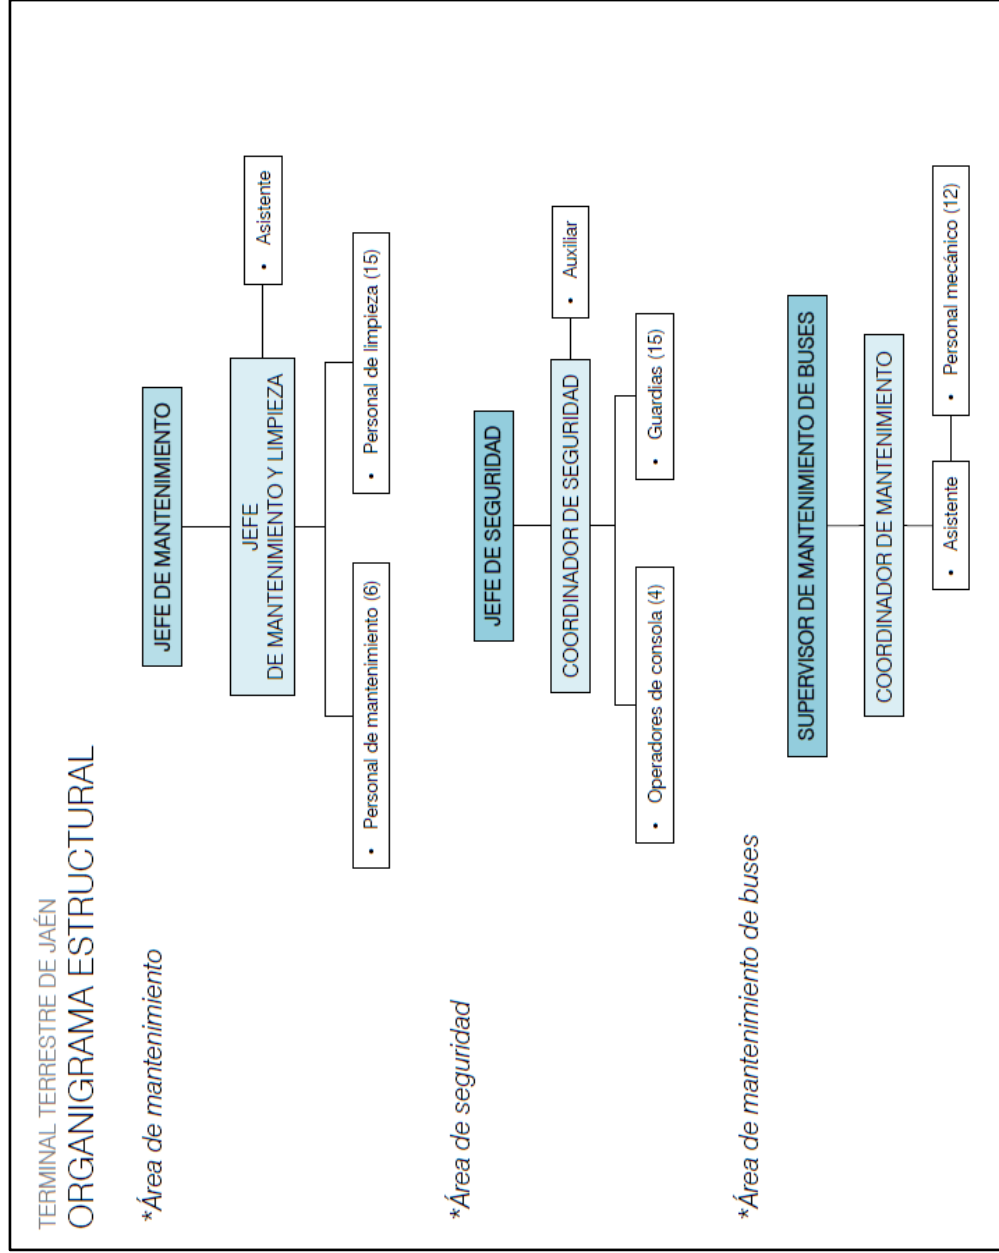 TERMINAL TERRESTRE DE JAÉN
ORGANIGRAMA ESTRUCTURAL
*Área de mantenimiento
JEFE DE MANTENIMIENTO
JEFE
DE MANTENIMIENTO Y LIMPIEZA
• Asistente
• Personal de mantenimiento (6)
• Personal de limpieza (15)
*Área de seguridad
JEFE DE SEGURIDAD
COORDINADOR DE SEGURIDAD
• Auxiliar
• Operadores de consola (4)
• Guardias (15)
*Área de mantenimiento de buses
SUPERVISOR DE MANTENIMIENTO DE BUSES
COORDINADOR DE MANTENIMIENTO
• Asistente
• Personal mecánico (12)